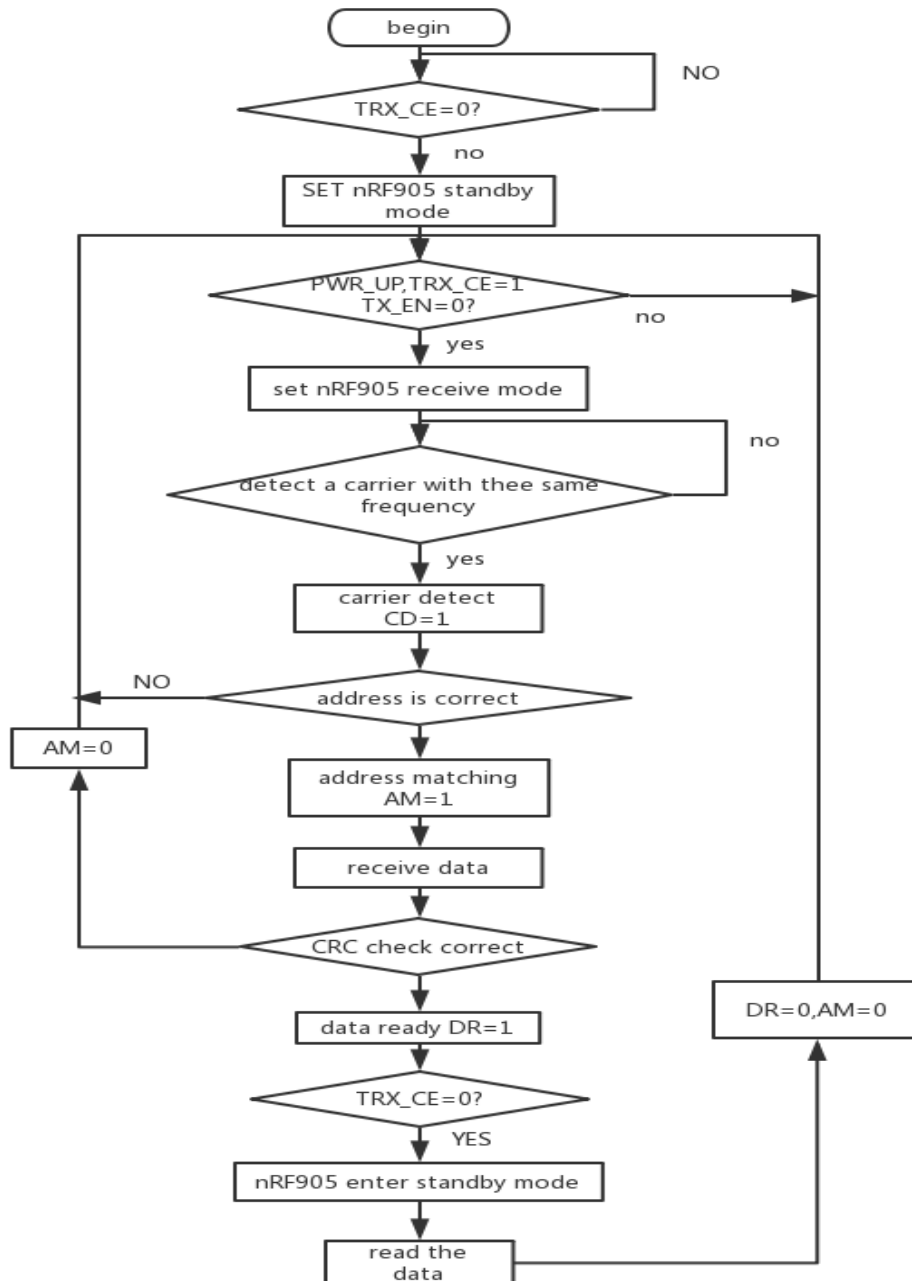 begin
NO
TRX_CE=0?
no
SET nRF905 standby
mode
PWR_UP,TRX_CE=1
TX_EN=0?
no
yes
set nRF905 receive mode
no
detect a carrier with thee same
frequency
yes
carrier detect
CD=1
NO
address is correct
AM=0
address matching
AM=1
receive data
CRC check correct
DR=0,AM=0
data ready DR=1
TRX_CE=0?
YES
nRF905 enter standby mode
read the
data